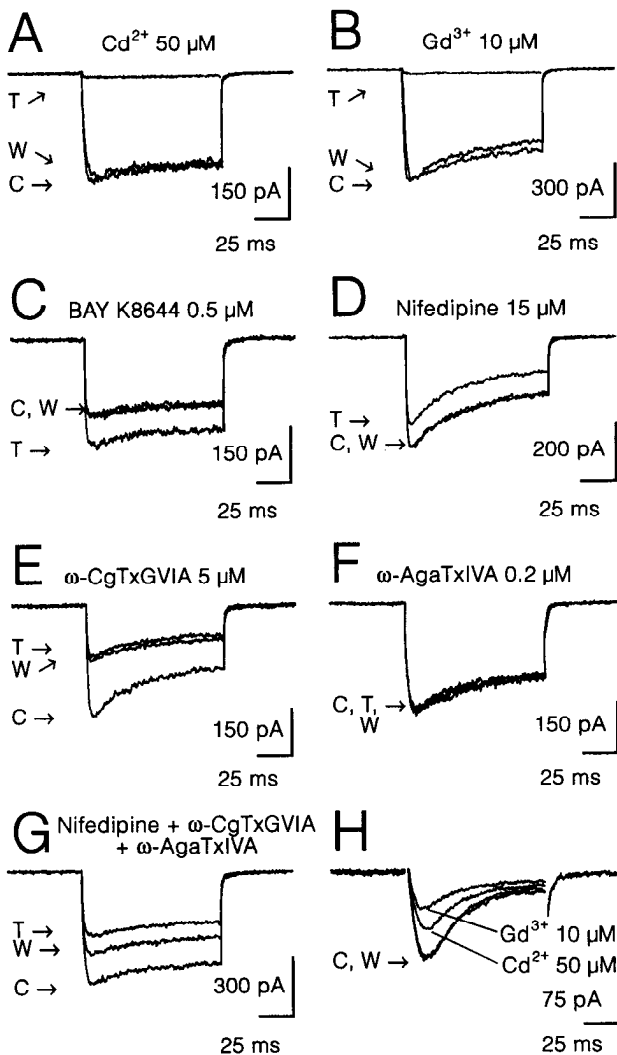 A
Cd²⁺ 50 µM
T
W
C →
150 pA
25 ms
B
Gd³⁺ 10 µM
T
W
C →
300 pA
25 ms
C
BAY K8644 0.5 µM
C, W →
T →
150 pA
25 ms
D
Nifedipine 15 µM
T →
C, W →
200 pA
25 ms
E
ω-CgTxGVIA 5 µM
T →
W
C →
150 pA
25 ms
F
ω-AgaTxIVA 0.2 µM
C, T, →
W
150 pA
25 ms
G
Nifedipine + ω-CgTxGVIA
+ ω-AgaTxIVA
T →
W →
C →
300 pA
25 ms
H
Gd³⁺ 10 µM
C, W →
Cd²⁺ 50 µM
75 pA
25 ms